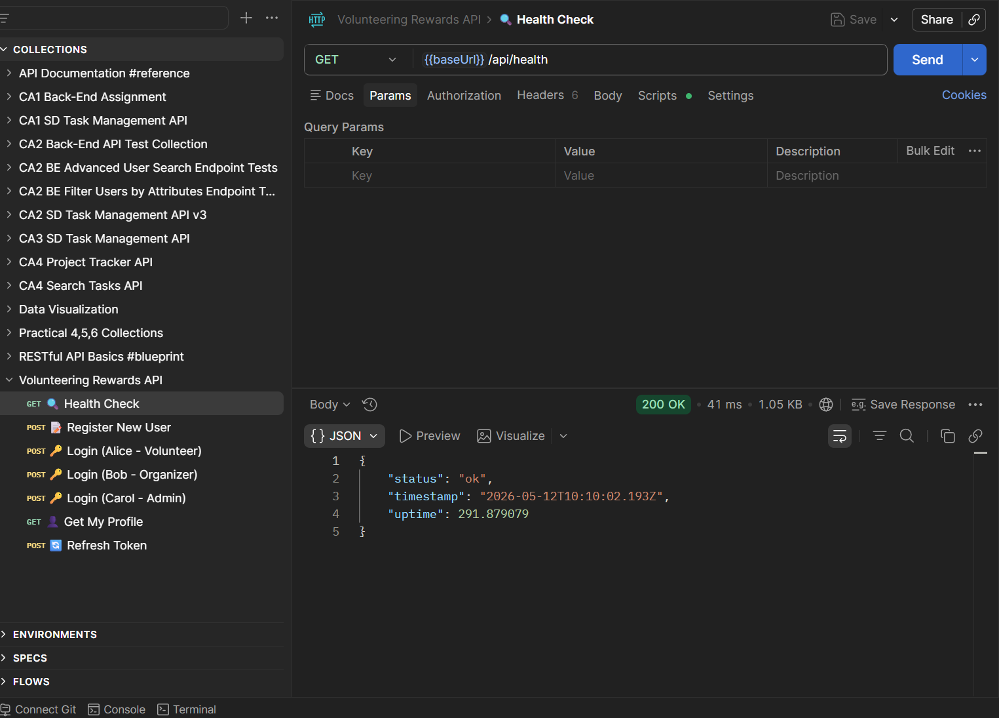 COLLECTIONS
API Documentation #reference
CA1 Back-End Assignment
CA1 SD Task Management API
CA2 Back-End API Test Collection
CA2 BE Advanced User Search Endpoint Tests
CA2 BE Filter Users by Attributes Endpoint T...
CA2 SD Task Management API v3
CA3 SD Task Management API
CA4 Project Tracker API
CA4 Search Tasks API
Data Visualization
Practical 4,5,6 Collections
RESTful API Basics #blueprint
Volunteering Rewards API
GET 🔍 Health Check
POST 📝 Register New User
POST 🔑 Login (Alice - Volunteer)
POST 🔑 Login (Bob - Organizer)
POST 🔑 Login (Carol - Admin)
GET 👤 Get My Profile
POST 🔄 Refresh Token
ENVIRONMENTS
SPECS
FLOWS
HTTP Volunteering Rewards API > 🔍 Health Check Save Share
GET {{baseUrl}} /api/health Send
Docs Params Authorization Headers 6 Body Scripts Settings Cookies
Query Params
Key Value Description Bulk Edit
Key Value Description
Body 200 OK • 41 ms • 1.05 KB • e.g. Save Response
{} JSON Preview Visualize
1 {
2 "status": "ok",
3 "timestamp": "2026-05-12T10:10:02.193Z",
4 "uptime": 291.879079
5 }
Connect Git Console Terminal